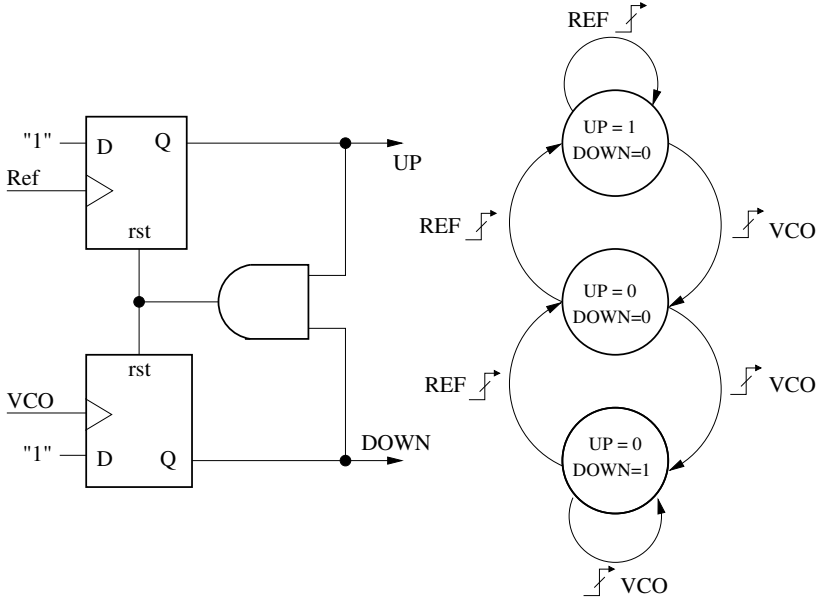 "1"
D
Q
Ref
rst
UP
rst
VCO
"1"
D
Q
DOWN
REF
UP = 1
DOWN=0
REF
VCO
UP = 0
DOWN=0
REF
VCO
UP = 0
DOWN=1
VCO